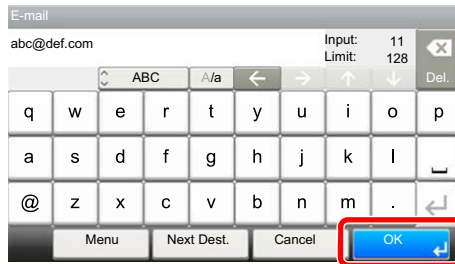 E-mail
abc@def.com Input: 11
Limit: 128
ABC A/a Del.
q w e r t y u i o p
a s d f g h j k l
@ z x c v b n m .
Menu Next Dest. Cancel OK